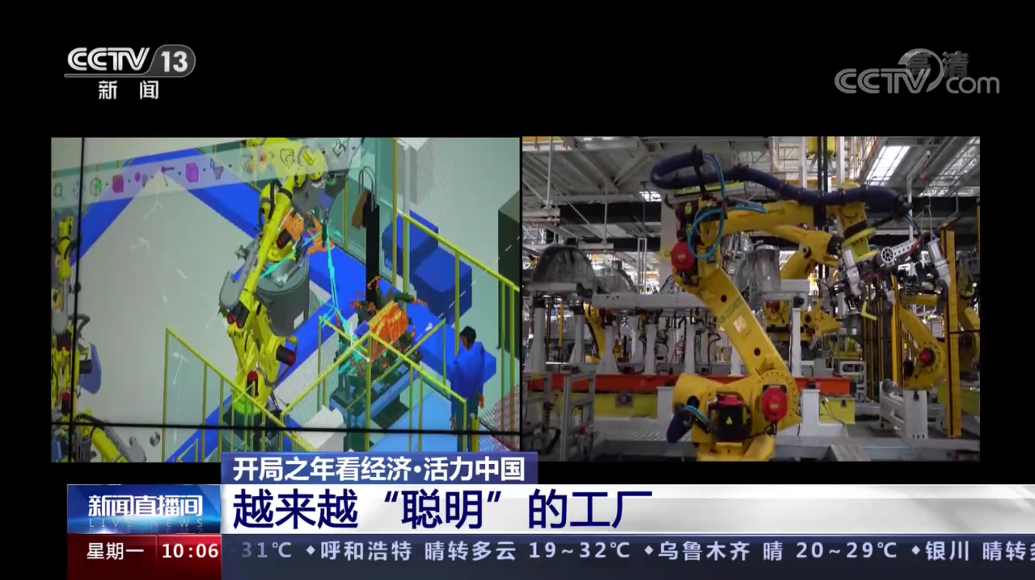 CCTV 13
新闻
高清
CCTV.com
开局之年看经济·活力中国
越来越“聪明”的工厂
新闻直播间
LIVE NEWS
星期一 10:06
-31℃ ◆呼和浩特 晴转多云 19~32℃ ◆乌鲁木齐 晴 20~29℃ ◆银川 晴转多